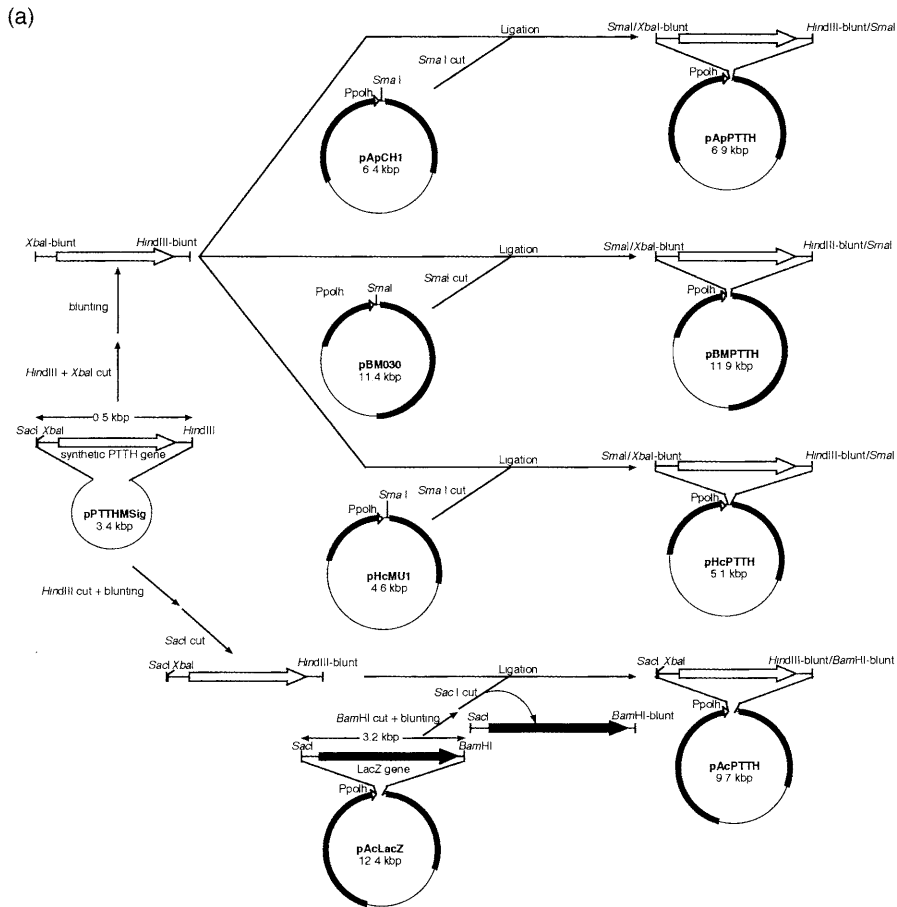 (a)
Ligation
SmaI/XbaI-blunt
HindIII-blunt/SmaI
Sma I cut
Ppolh
Sma I
pApCH1
6 4 kbp
Ppolh
pApPTTH
6 9 kbp
XbaI-blunt
HindIII-blunt
Ligation
SmaI/XbaI-blunt
HindIII-blunt/SmaI
SmaI cut
Ppolh
SmaI
pBM030
11 4 kbp
Ppolh
pBMPTTH
11 9 kbp
blunting
HindIII + XbaI cut
0 5 kbp
SacI XbaI
HindIII
synthetic PTTH gene
pPTTHMSig
3 4 kbp
Ligation
SmaI/XbaI-blunt
HindIII-blunt/SmaI
Sma I cut
Ppolh
Sma I
pHcMU1
4 6 kbp
Ppolh
pHcPTTH
5 1 kbp
HindIII cut + blunting
SacI cut
SacI XbaI
HindIII-blunt
Ligation
SacI XbaI
HindIII-blunt/BamHI-blunt
Sac I cut
BamHI cut + blunting
SacI
BamHI-blunt
3.2 kbp
SacI
BamHI
LacZ gene
Ppolh
pAcLacZ
12 4 kbp
Ppolh
pAcPTTH
9 7 kbp